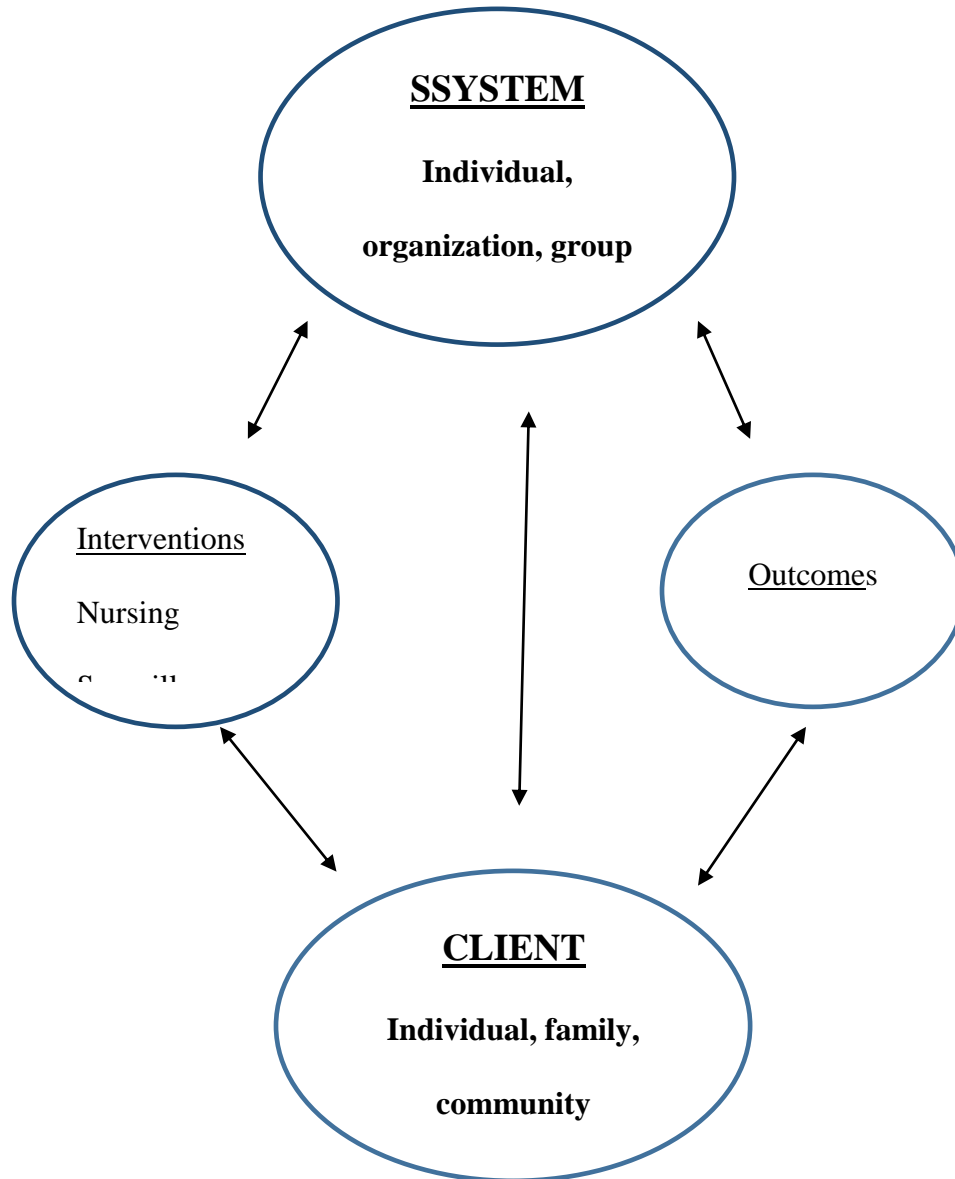 SSYSTEM
Individual,
organization, group
Interventions
Nursing
Outcomes
CLIENT
Individual, family,
community